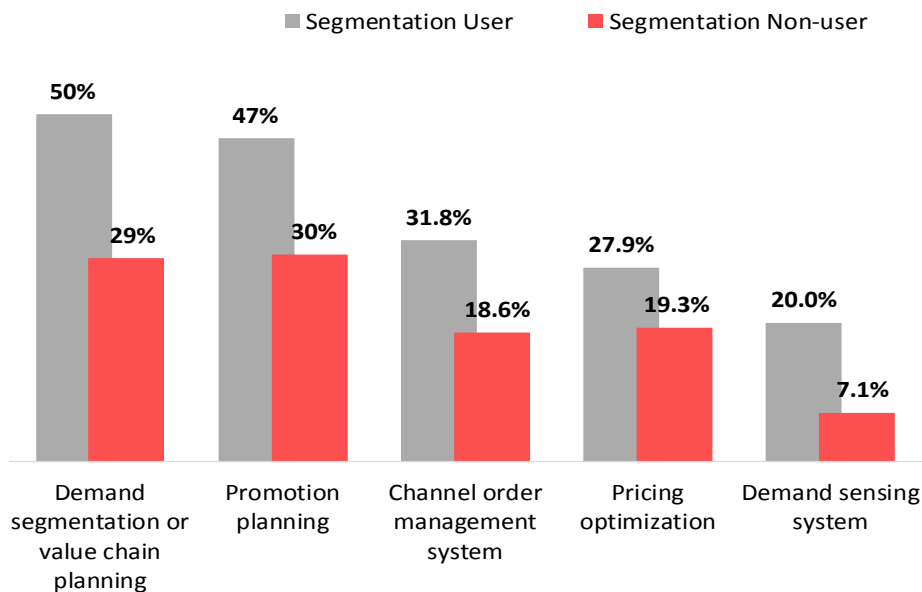 Segmentation User Segmentation Non-user
50%
29%
47%
30%
31.8%
18.6%
27.9%
19.3%
20.0%
7.1%
Demand
segmentation or
value chain
planning
Promotion
planning
Channel order
management
system
Pricing
optimization
Demand sensing
system